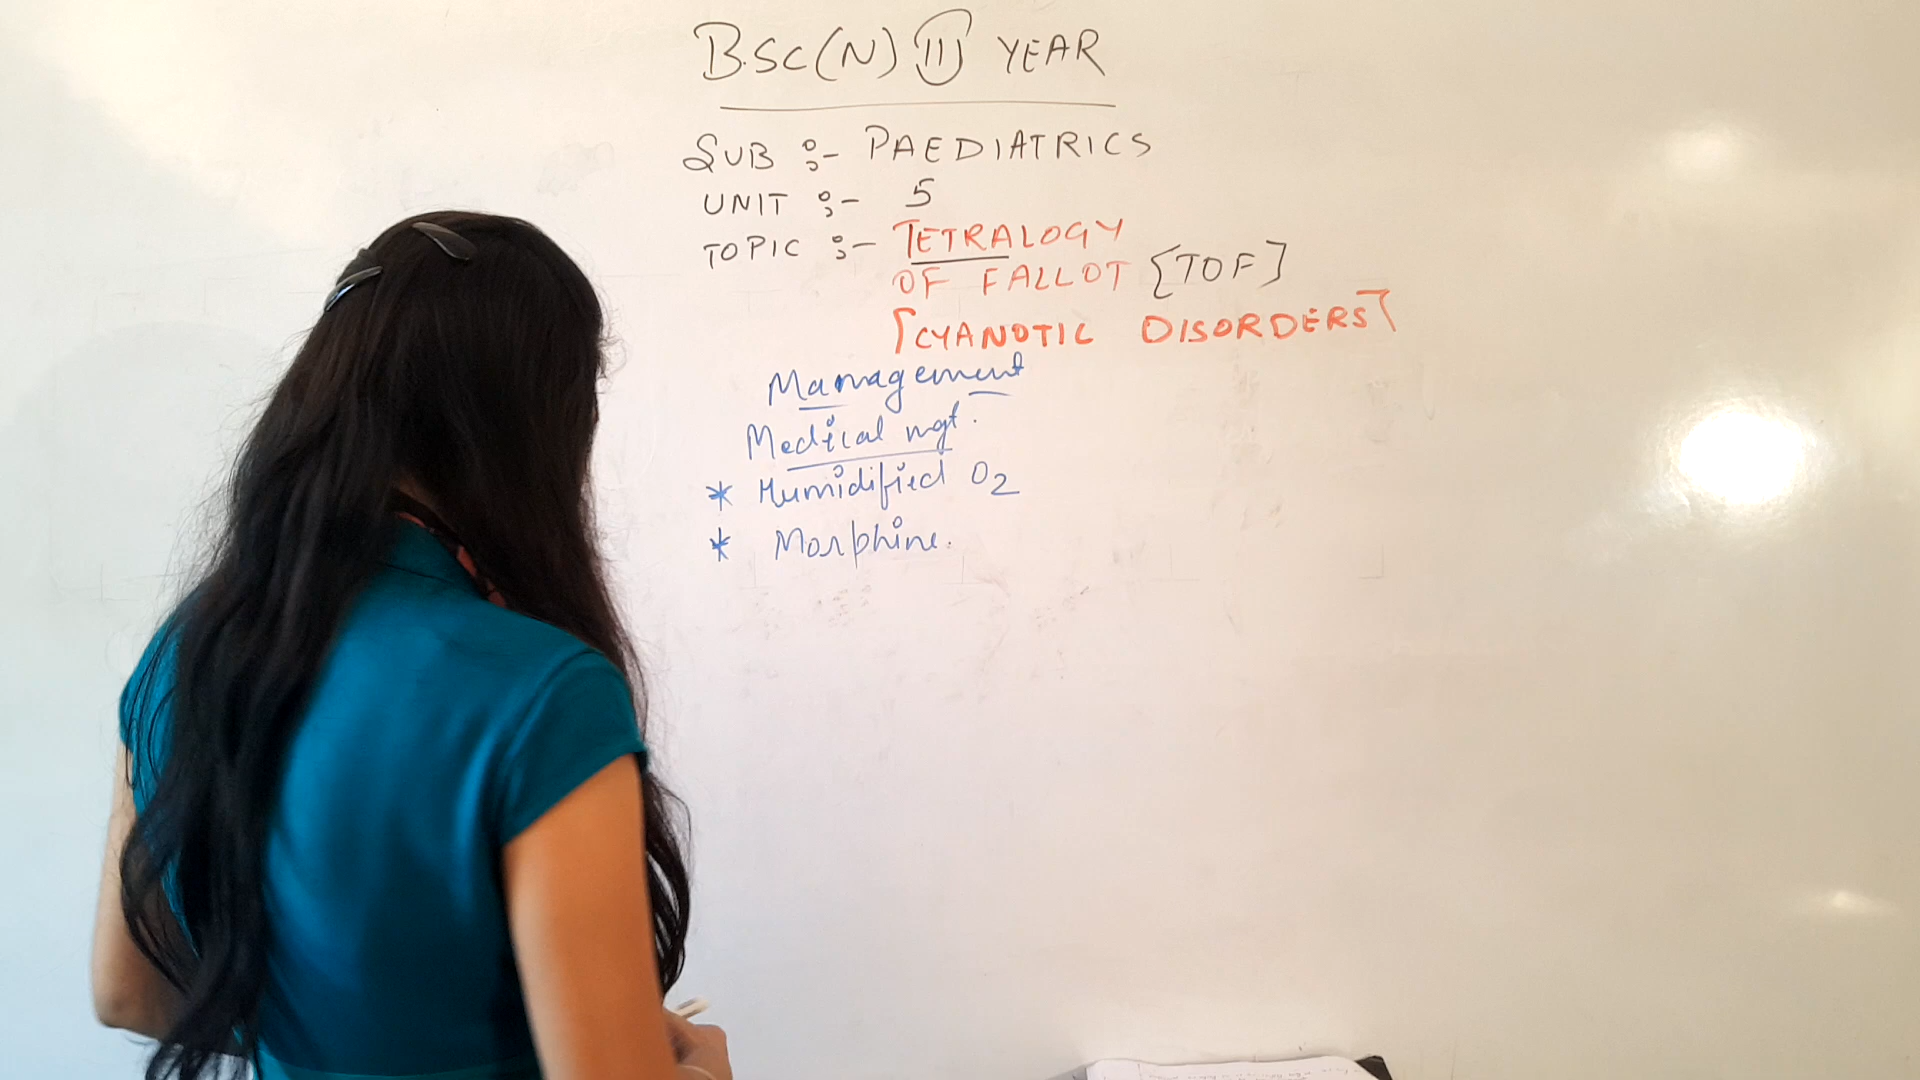 B.SC(N) III YEAR
SUB :- PAEDIATRICS
UNIT :- 5
TOPIC :- TETRALOGY
OF FALLOT [TOF]
[CYANOTIC DISORDERS]
Management
Medical mgt.
* Humidified O2
* Morphine.